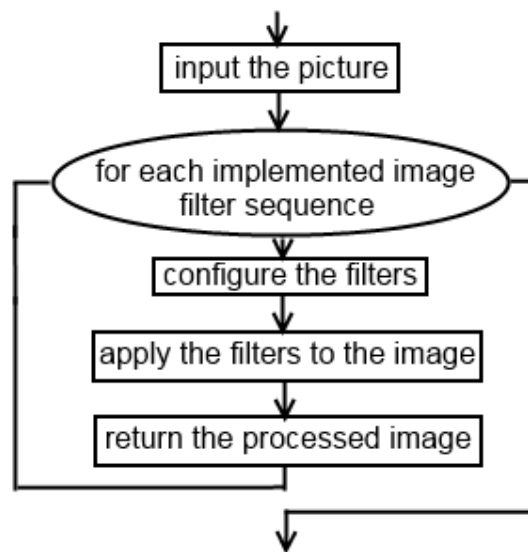 input the picture
for each implemented image
filter sequence
configure the filters
apply the filters to the image
return the processed image